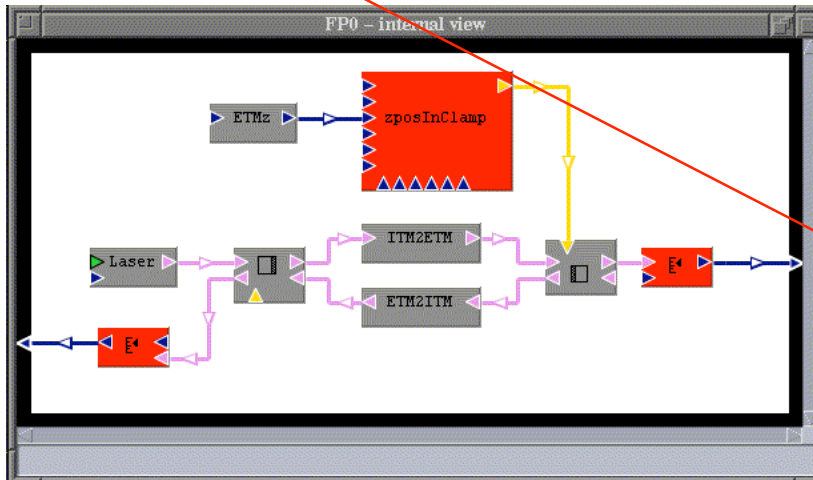 FP0 – internal view
ETMz
zposInClamp
ITM2ETM
Laser
ETM2ITM
E
E